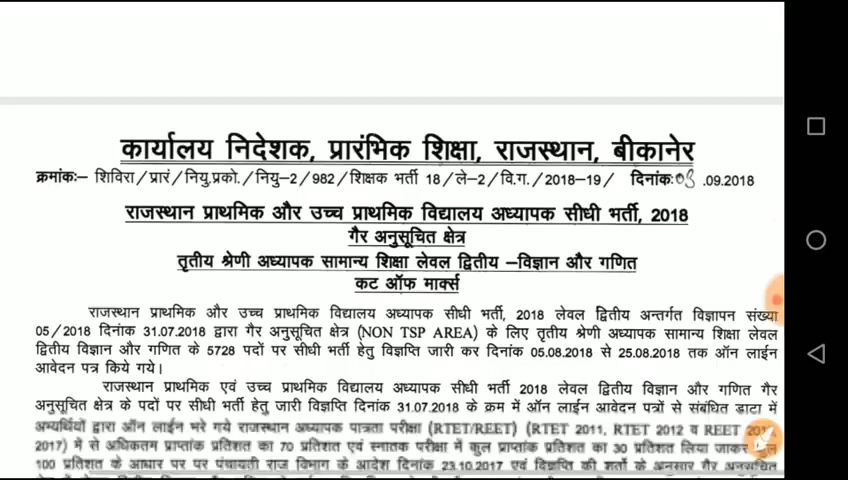 कार्यालय निदेशक, प्रारंभिक शिक्षा, राजस्थान, बीकानेर
क्रमांकः– शिविरा/प्रारं/नियु.प्रको./नियु–2/982/शिक्षक भर्ती 18/ले–2/वि.ग./2018–19/ दिनांकः .09.2018
राजस्थान प्राथमिक और उच्च प्राथमिक विद्यालय अध्यापक सीधी भर्ती, 2018
गैर अनुसूचित क्षेत्र
तृतीय श्रेणी अध्यापक सामान्य शिक्षा लेवल द्वितीय –विज्ञान और गणित
कट ऑफ मार्क्स
राजस्थान प्राथमिक और उच्च प्राथमिक विद्यालय अध्यापक सीधी भर्ती, 2018 लेवल द्वितीय अन्तर्गत विज्ञापन संख्या
05/2018 दिनांक 31.07.2018 द्वारा गैर अनुसूचित क्षेत्र (NON TSP AREA) के लिए तृतीय श्रेणी अध्यापक सामान्य शिक्षा लेवल
द्वितीय विज्ञान और गणित के 5728 पदों पर सीधी भर्ती हेतु विज्ञप्ति जारी कर दिनांक 05.08.2018 से 25.08.2018 तक ऑन लाईन
आवेदन पत्र किये गये।
राजस्थान प्राथमिक एवं उच्च प्राथमिक विद्यालय अध्यापक सीधी भर्ती 2018 लेवल द्वितीय विज्ञान और गणित गैर
अनुसूचित क्षेत्र के पदों पर सीधी भर्ती हेतु जारी विज्ञप्ति दिनांक 31.07.2018 के क्रम में ऑन लाईन आवेदन पत्रों से संबंधित डाटा में
अभ्यर्थियों द्वारा ऑन लाईन भरे गये राजस्थान अध्यापक पात्रता परीक्षा (RTET/REET) (RTET 2011, RTET 2012 व REET
2017) में से अधिकतम प्राप्तांक प्रतिशत का 70 प्रतिशत एवं स्नातक परीक्षा में कुल प्राप्तांक प्रतिशत का 30 प्रतिशत लिया जाकर
100 प्रतिशत के आधार पर पर पंचायती राज विभाग के आदेश दिनांक 23.10.2017 एवं विज्ञप्ति की शर्तो के अनुसार गैर अनुसूचित